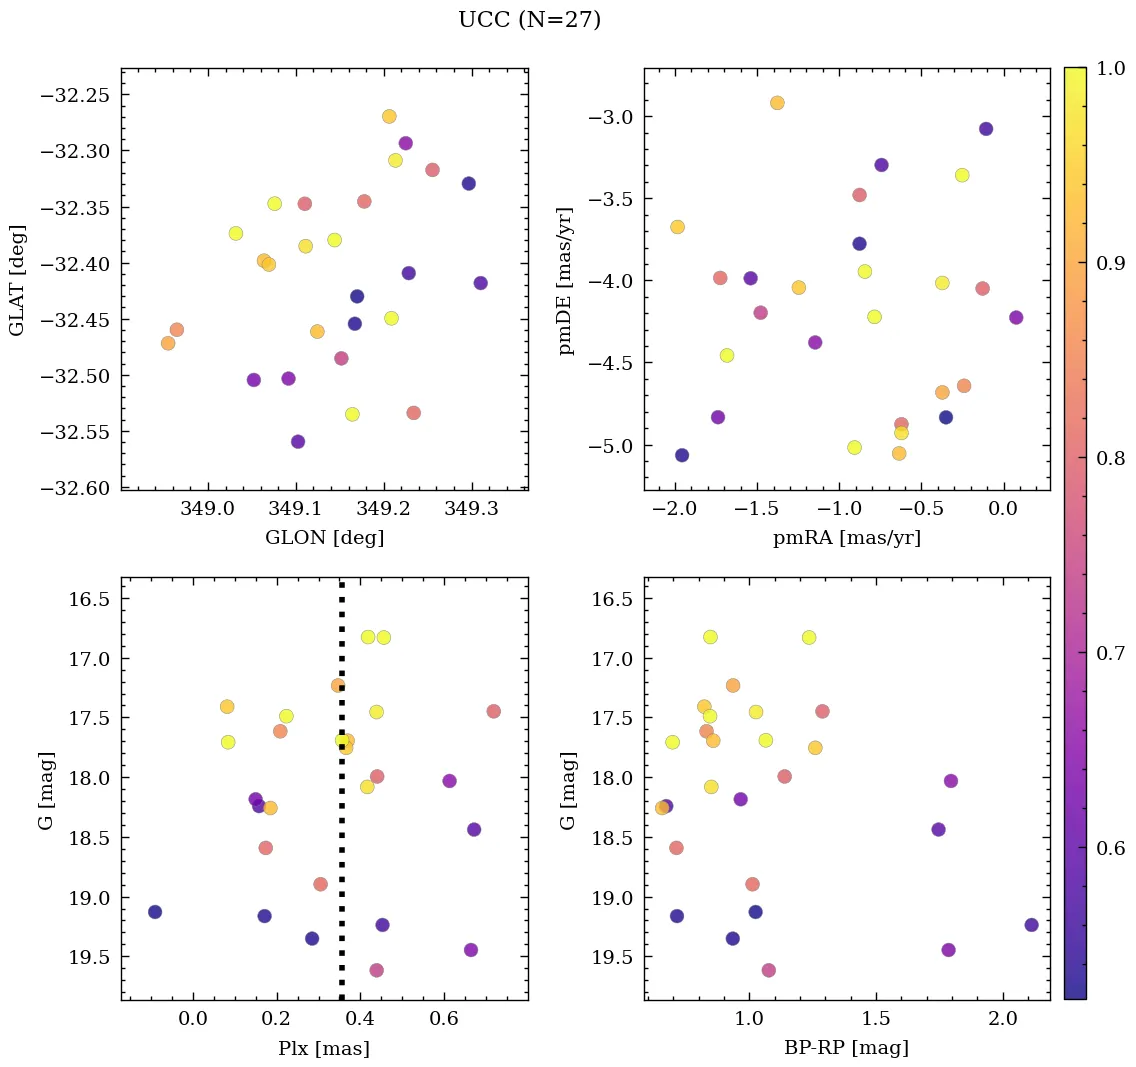 UCC (N=27)
−32.25
−32.30
−32.35
−32.40
−32.45
−32.50
−32.55
−32.60
GLAT [deg]
349.0 349.1 349.2 349.3
GLON [deg]
−3.0
−3.5
−4.0
−4.5
−5.0
pmDE [mas/yr]
−2.0 −1.5 −1.0 −0.5 0.0
pmRA [mas/yr]
16.5
17.0
17.5
18.0
18.5
19.0
19.5
G [mag]
0.0 0.2 0.4 0.6
Plx [mas]
16.5
17.0
17.5
18.0
18.5
19.0
19.5
G [mag]
1.0 1.5 2.0
BP-RP [mag]
1.0
0.9
0.8
0.7
0.6